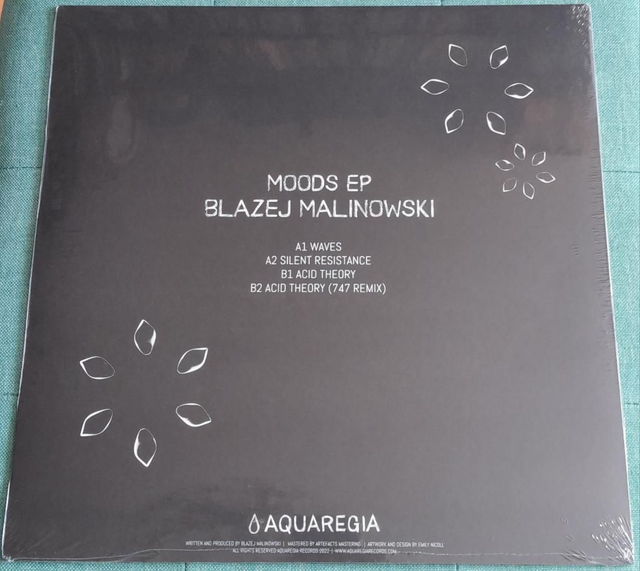 MOODS EP
BLAZEJ MALINOWSKI
A1 WAVES
A2 SILENT RESISTANCE
B1 ACID THEORY
B2 ACID THEORY (747 REMIX)
AQUAREGIA
WRITTEN AND PRODUCED BY BLAZEJ MALINOWSKI | MASTERED BY ARTEFACTS MASTERING | ARTWORK AND DESIGN BY EMILY NICOLL
ALL RIGHTS RESERVED AQUAREGIA RECORDS 2022 | WWW.AQUAREGIARECORDS.COM